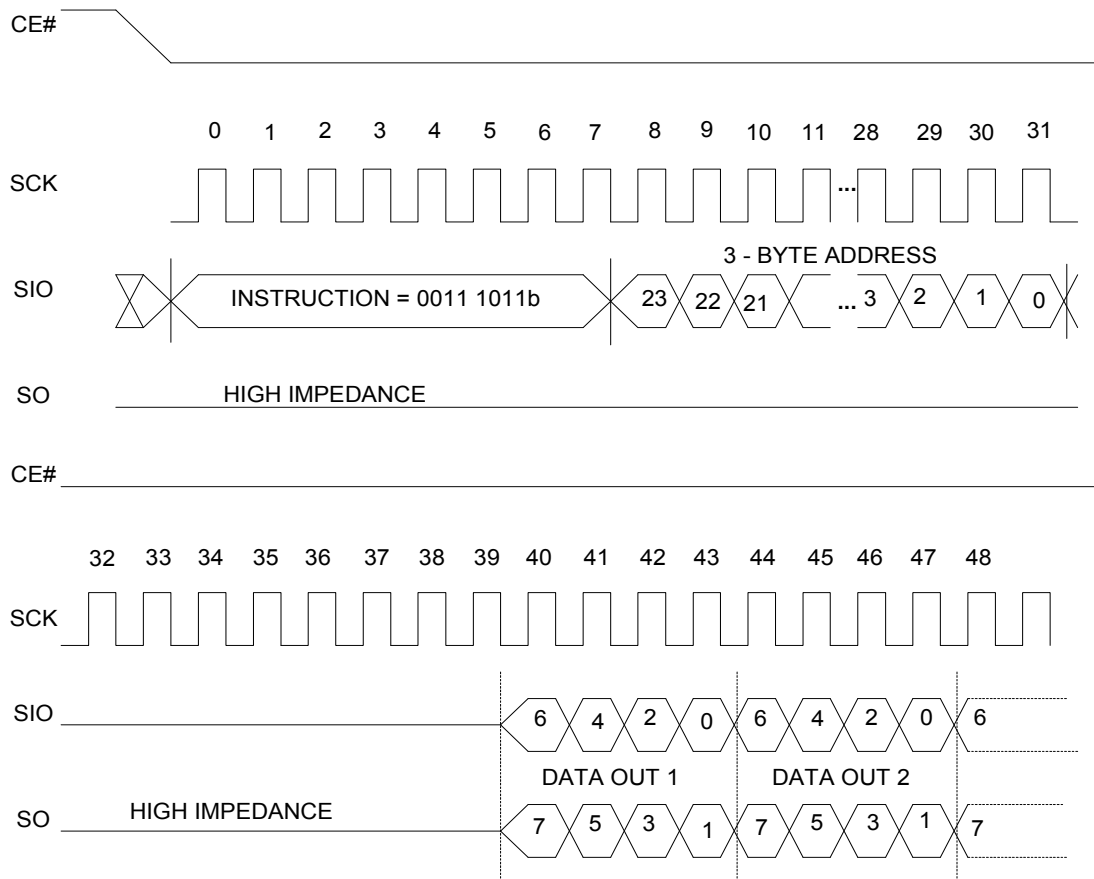 CE#
0 1 2 3 4 5 6 7 8 9 10 11 28 29 30 31
SCK ...
3 - BYTE ADDRESS
SIO INSTRUCTION = 0011 1011b 23 22 21 ... 3 2 1 0
SO HIGH IMPEDANCE
CE#
32 33 34 35 36 37 38 39 40 41 42 43 44 45 46 47 48
SCK
SIO 6 4 2 0 6 4 2 0 6
DATA OUT 1 DATA OUT 2
SO HIGH IMPEDANCE 7 5 3 1 7 5 3 1 7